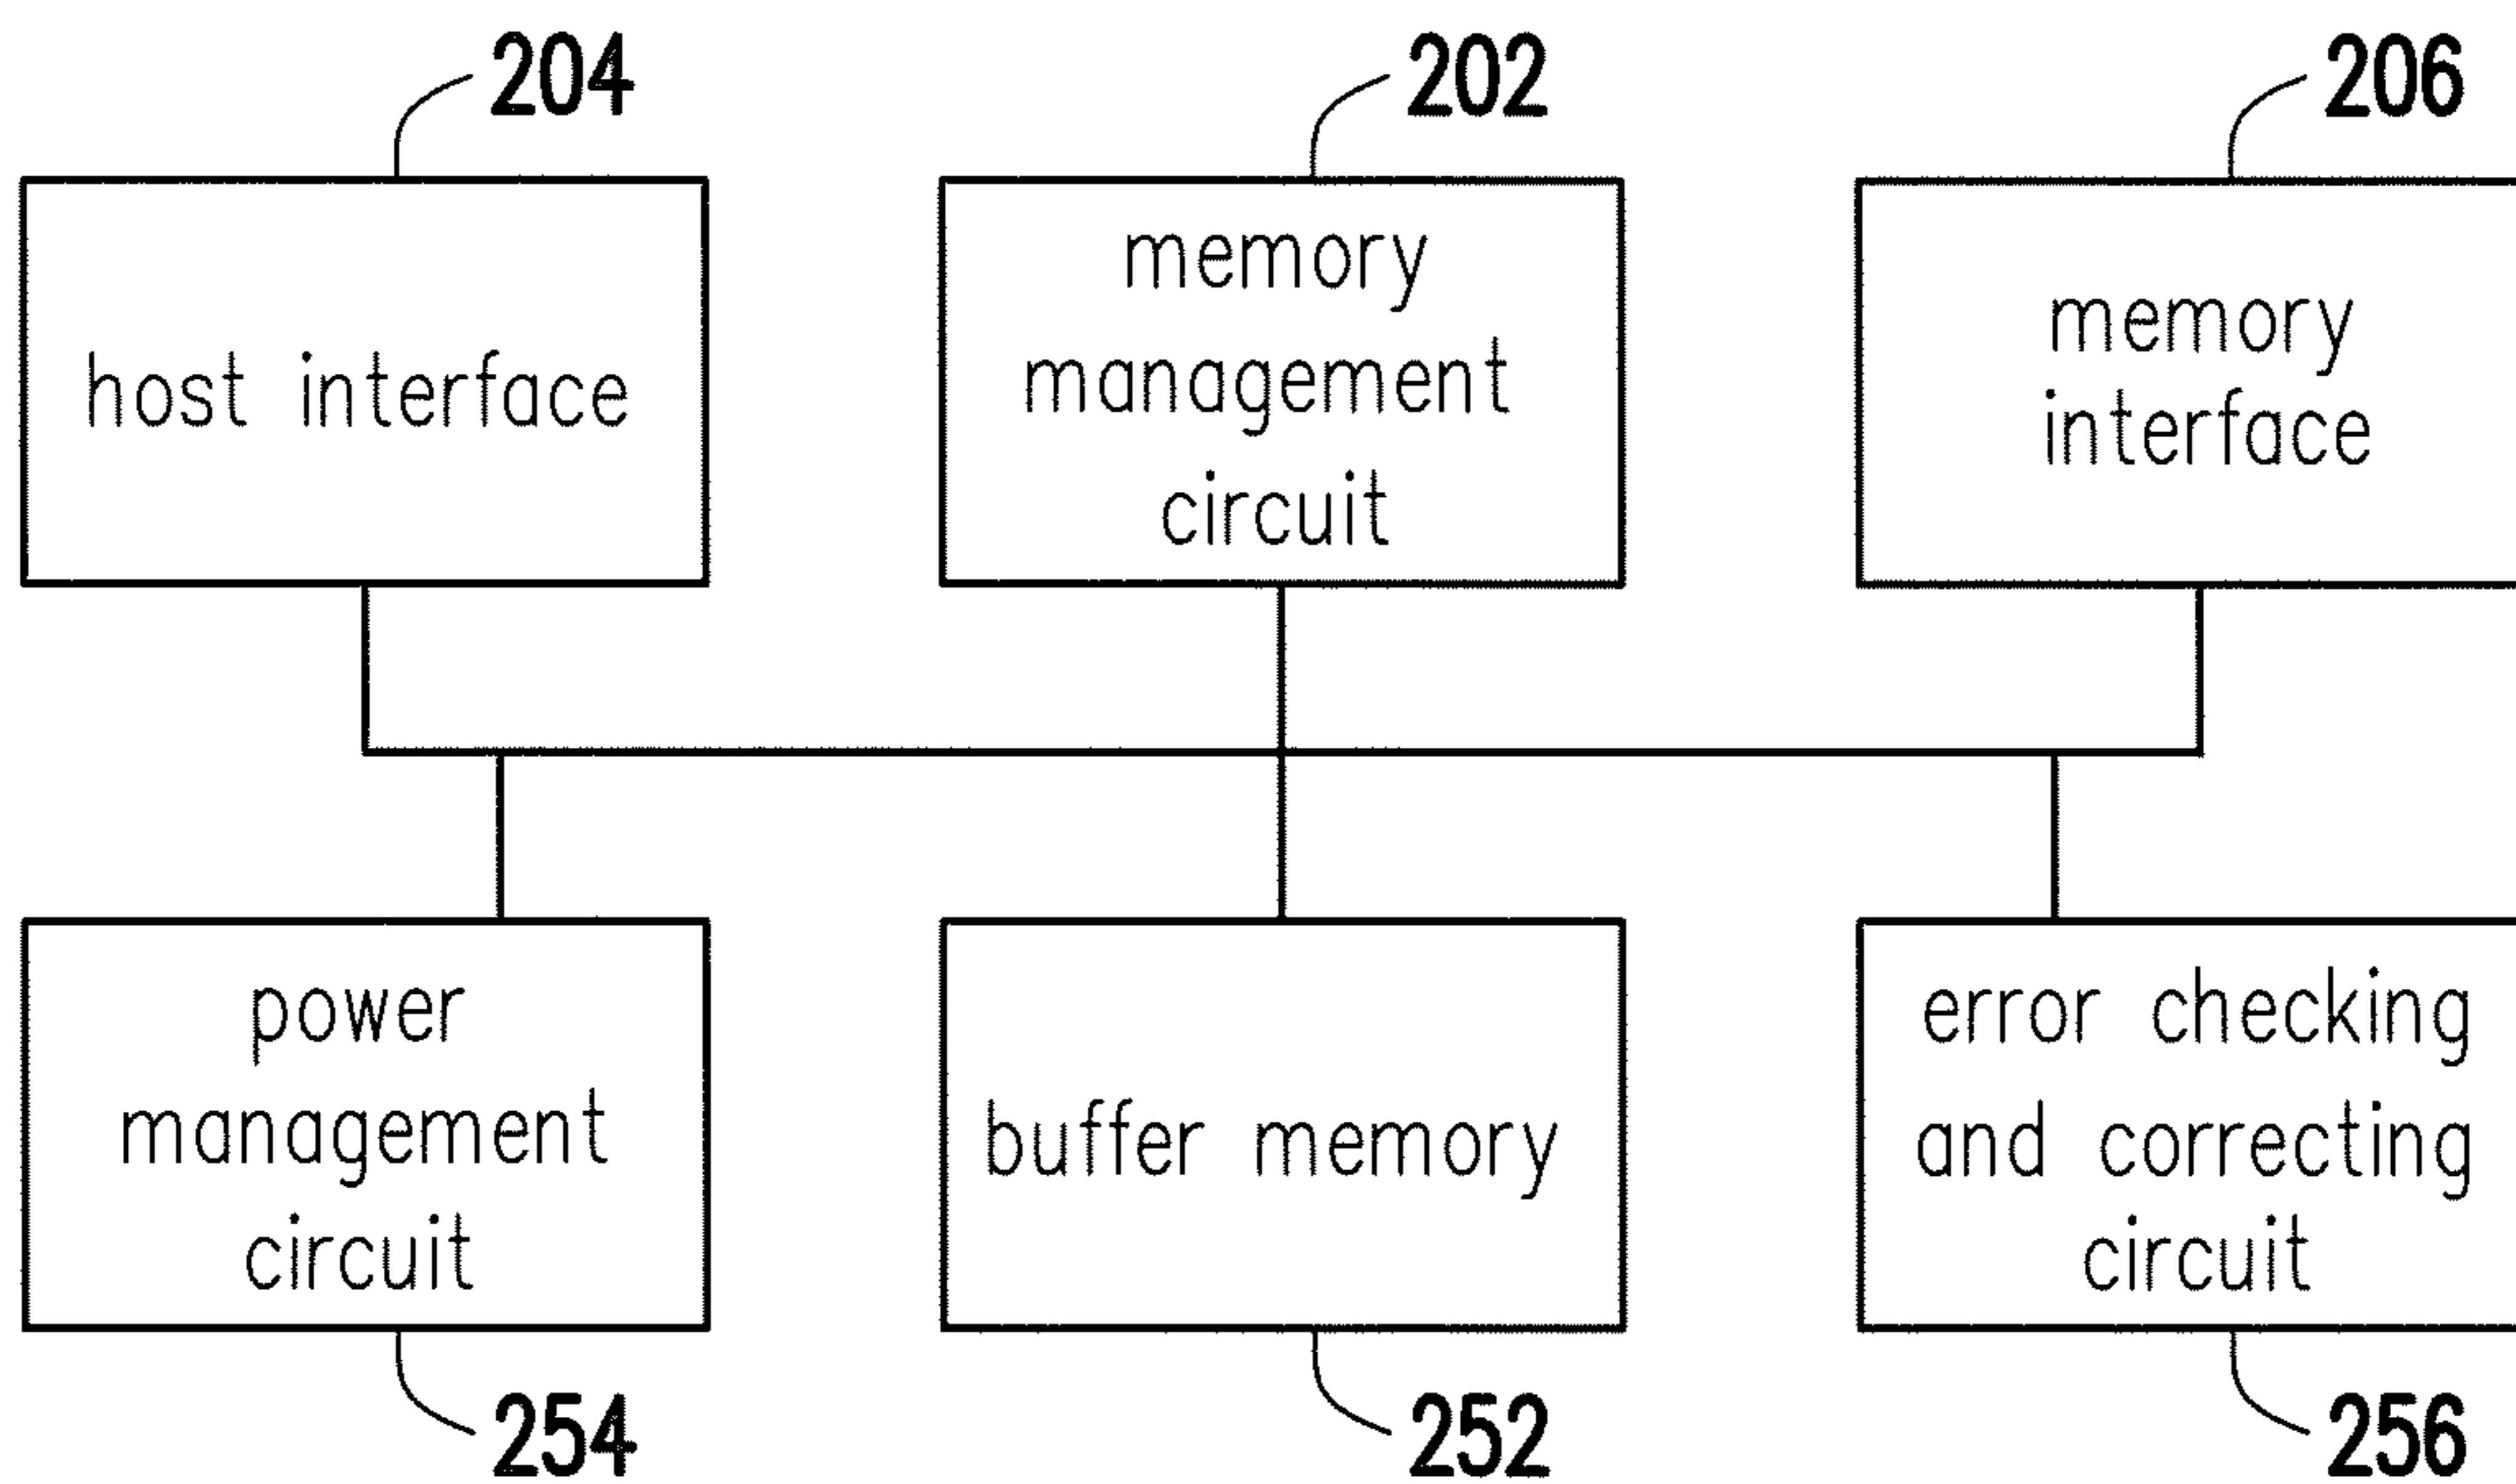 204
202
206
host interface
memory
management
circuit
memory
interface
power
management
circuit
buffer memory
error checking
and correcting
circuit
254
252
256